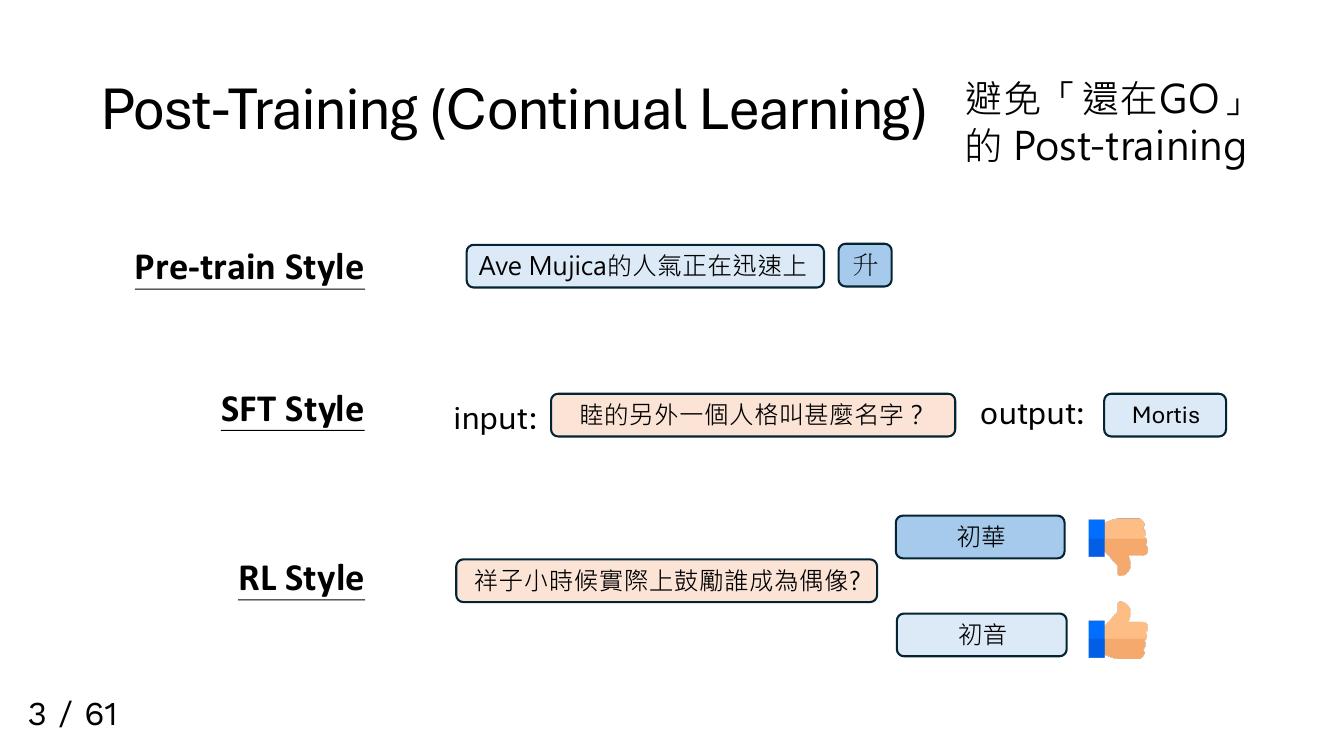 Post-Training (Continual Learning)
避免「還在GO」
的 Post-training
Pre-train Style
Ave Mujica的人氣正在迅速上 升
SFT Style
input: 睦的另外一個人格叫甚麼名字？ output: Mortis
初華
RL Style
祥子小時候實際上鼓勵誰成為偶像?
初音
3 / 61